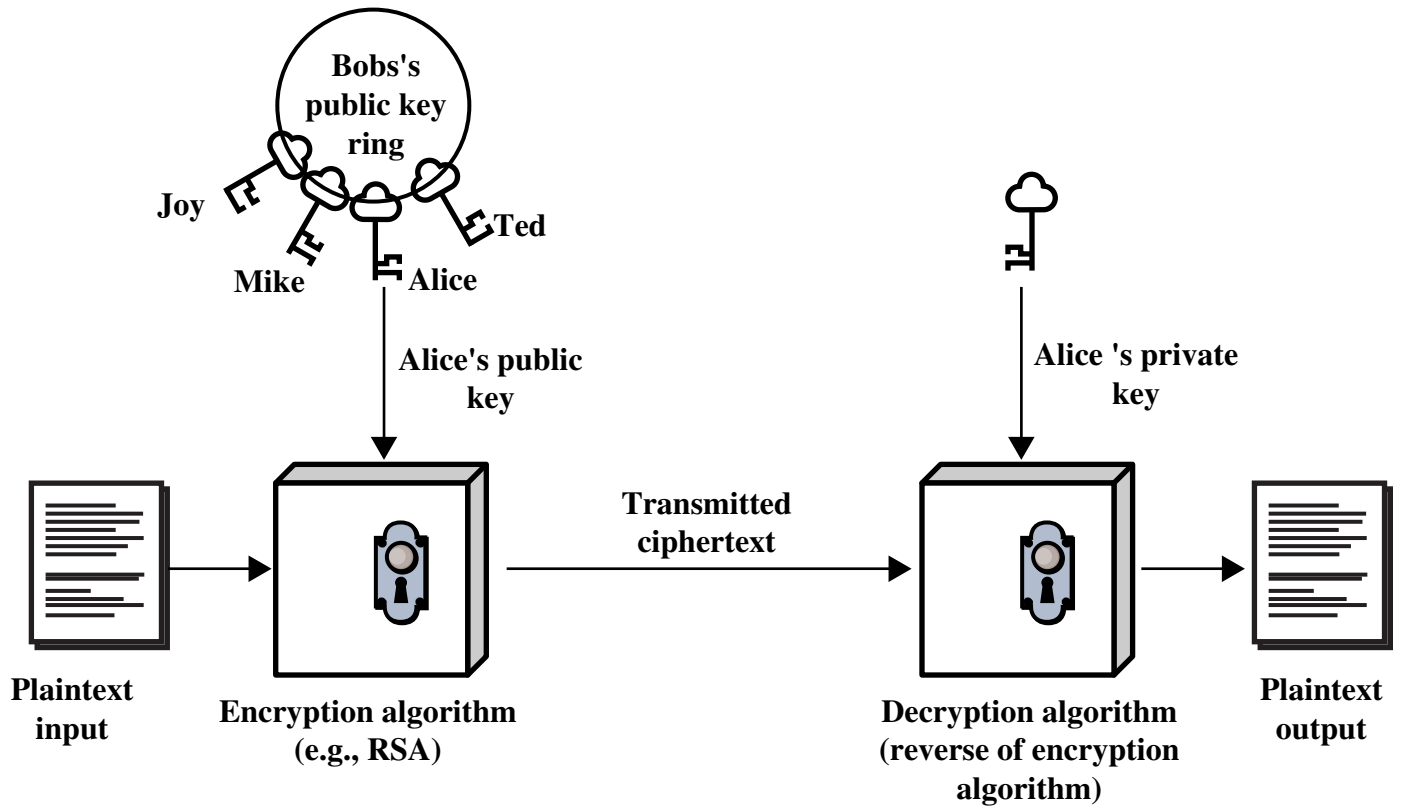 Bobs's
public key
ring
Joy
Ted
Mike
Alice
Alice's public
key
Alice 's private
key
Transmitted
ciphertext
Plaintext
input
Encryption algorithm
(e.g., RSA)
Decryption algorithm
(reverse of encryption
algorithm)
Plaintext
output